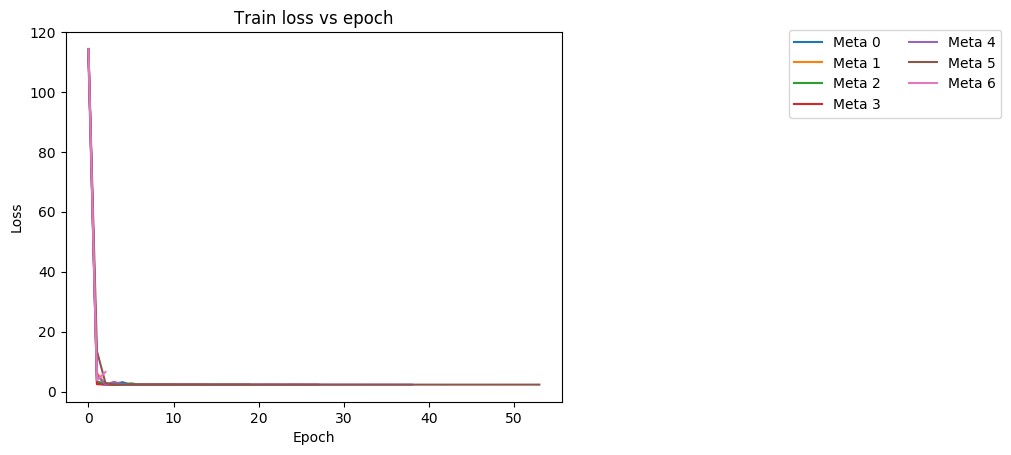 Train loss vs epoch
120
100
80
60
40
20
0
Loss
0 10 20 30 40 50
Epoch
Meta 0 Meta 4
Meta 1 Meta 5
Meta 2 Meta 6
Meta 3